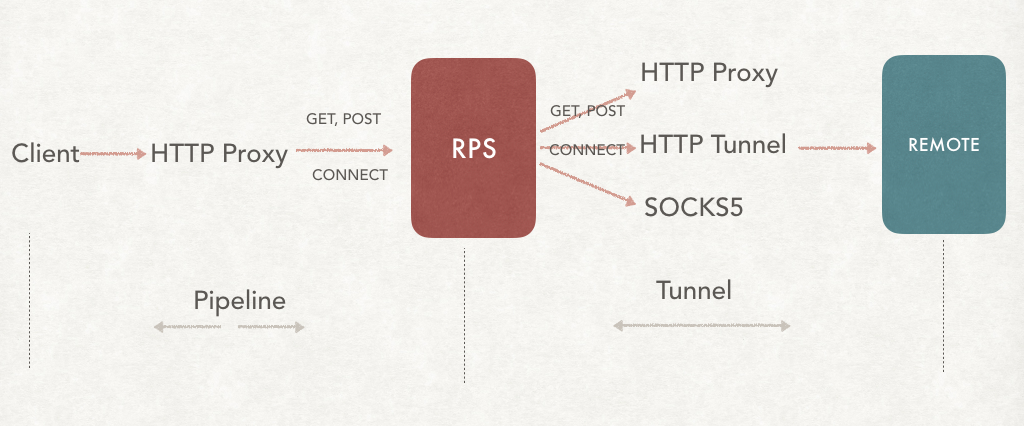 Client
HTTP Proxy
GET, POST
CONNECT
RPS
GET, POST
CONNECT
HTTP Proxy
HTTP Tunnel
SOCKS5
REMOTE
Pipeline
Tunnel